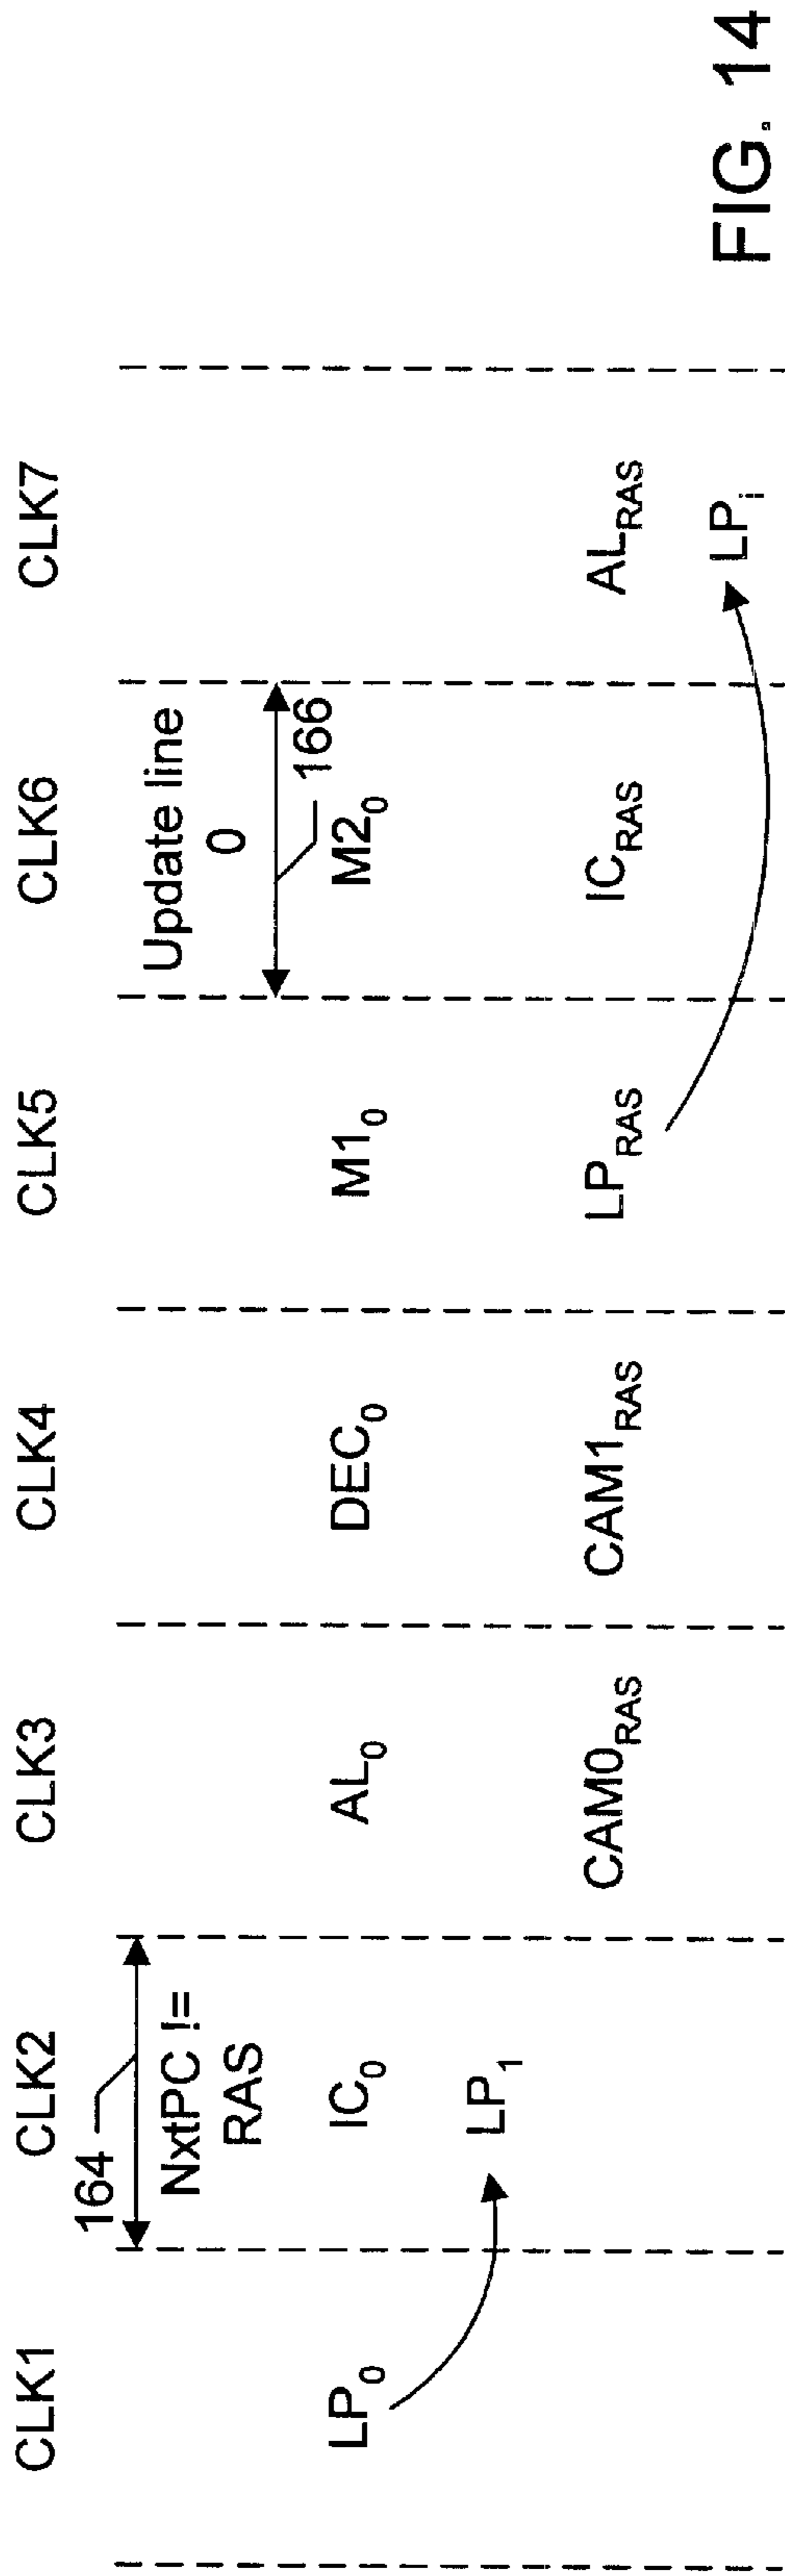 CLK1 CLK2 CLK3 CLK4 CLK5 CLK6 CLK7
164
NxtPC !=
RAS
Update line
0
166
LP₀ IC₀ AL₀ DEC₀ M1₀ M2₀
LP₁
CAM0RAS CAM1RAS LPRAS ICRAS ALRAS
LPᵢ
FIG. 14